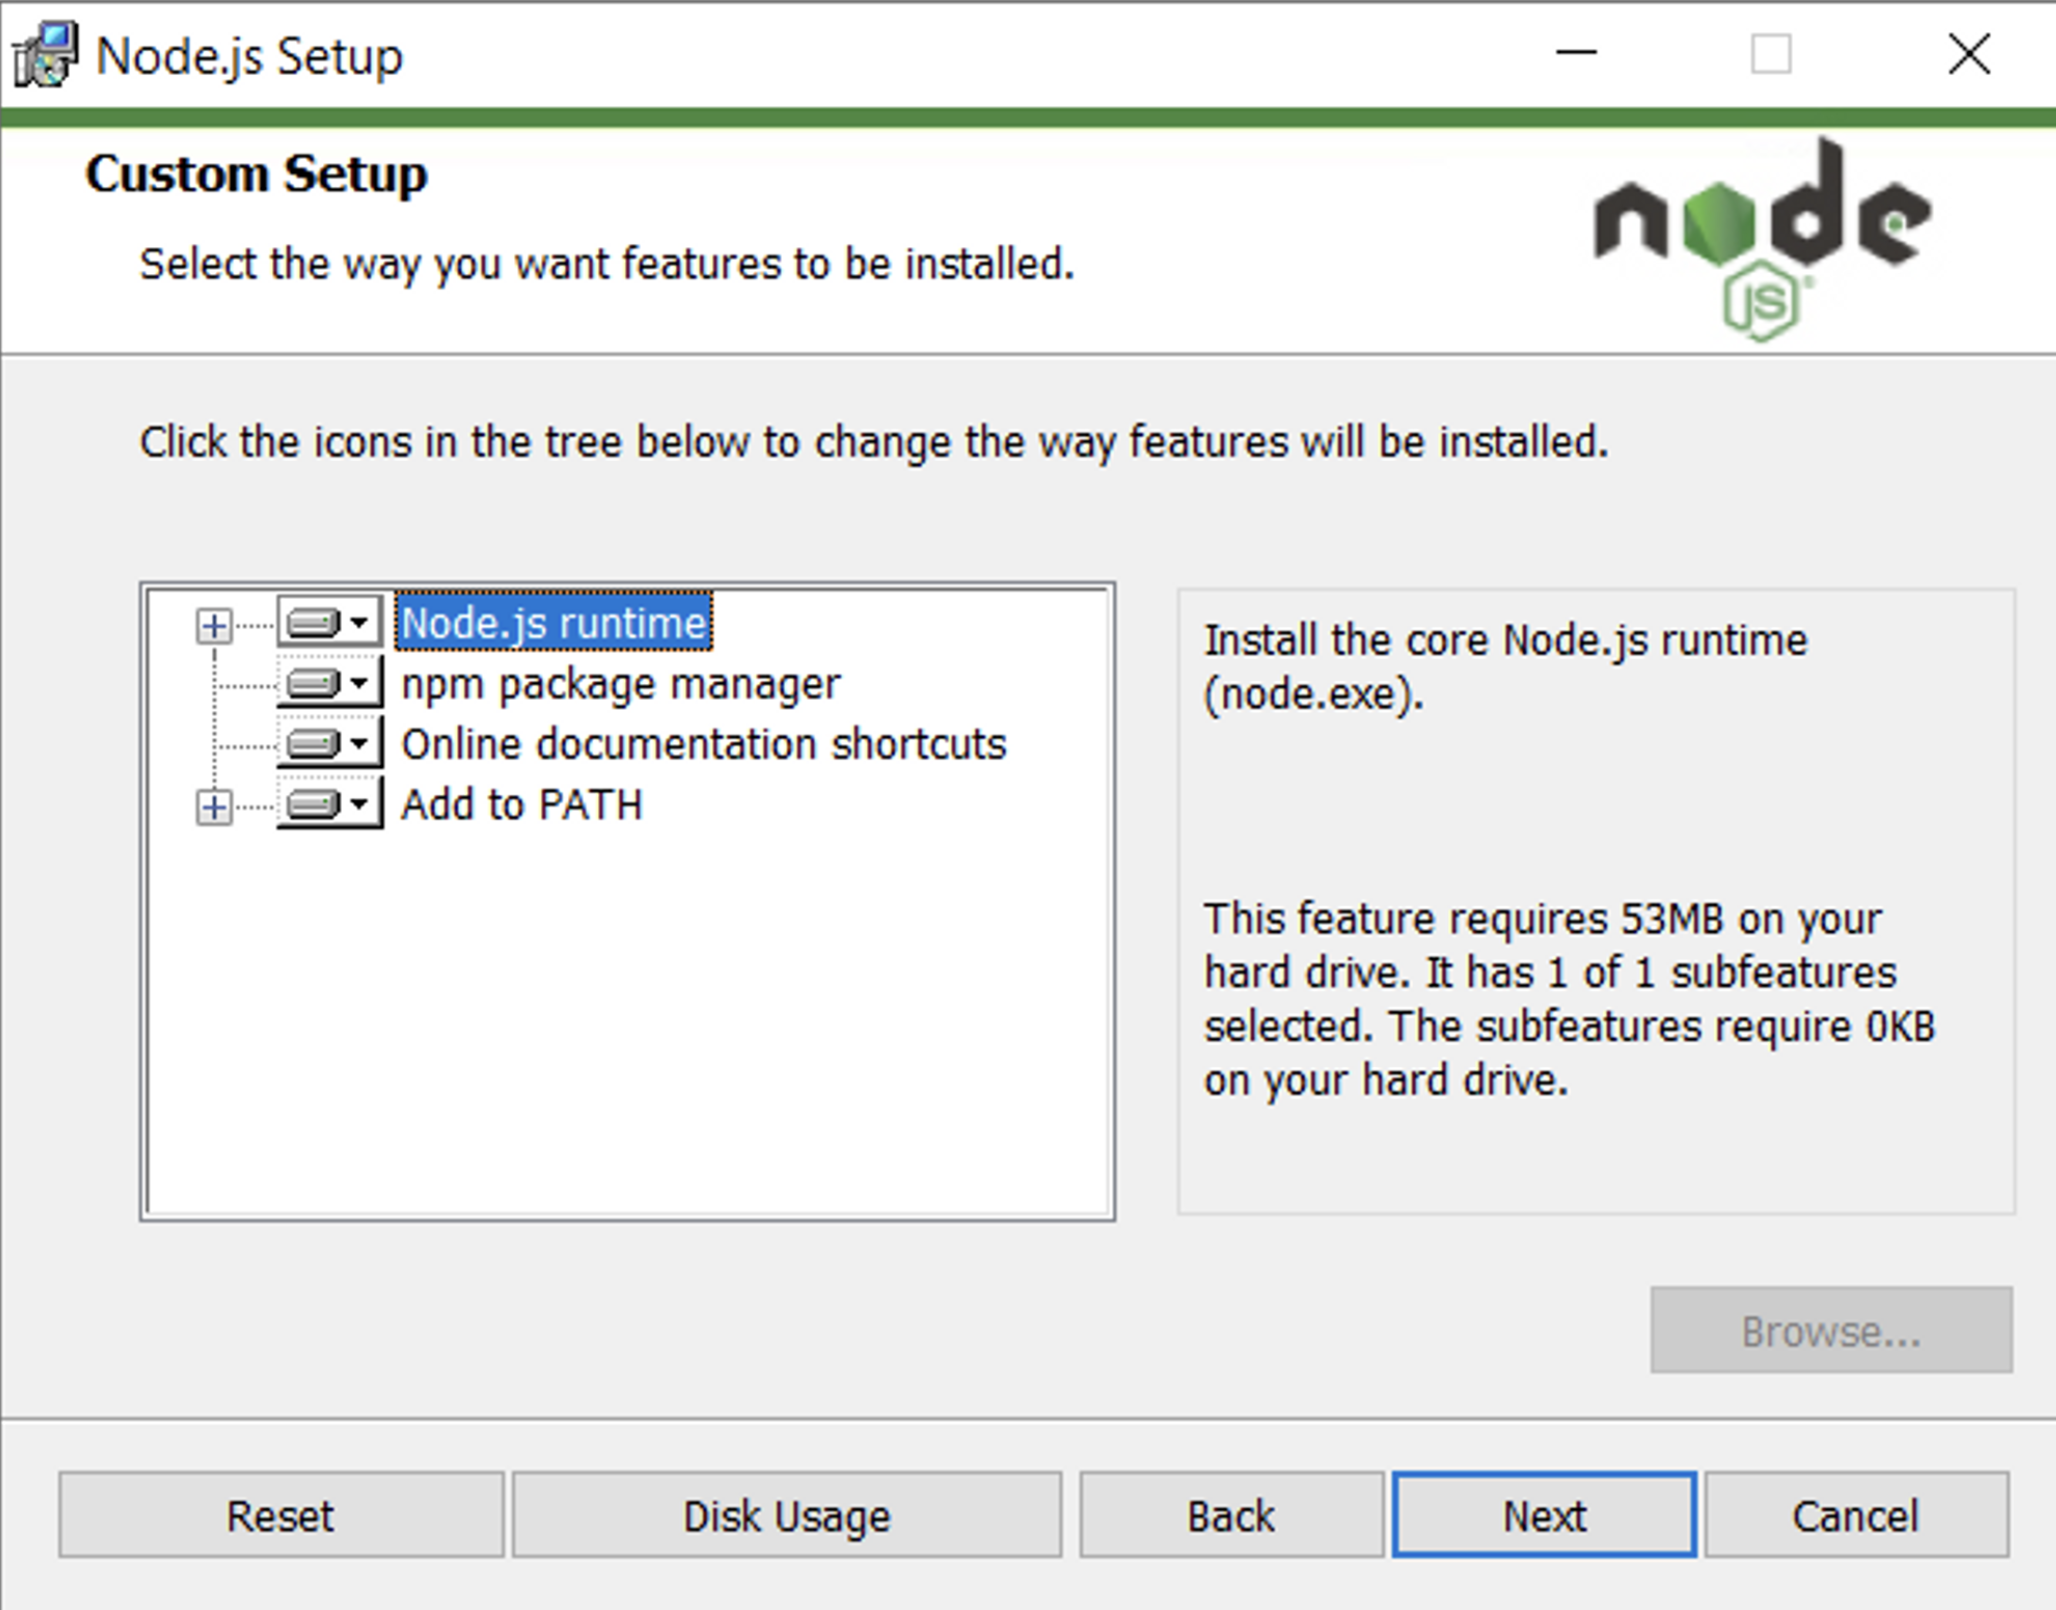 Node.js Setup
Custom Setup
Select the way you want features to be installed.
node
js
Click the icons in the tree below to change the way features will be installed.
Node.js runtime
npm package manager
Online documentation shortcuts
Add to PATH
Install the core Node.js runtime
(node.exe).
This feature requires 53MB on your
hard drive. It has 1 of 1 subfeatures
selected. The subfeatures require 0KB
on your hard drive.
Browse...
Reset
Disk Usage
Back
Next
Cancel